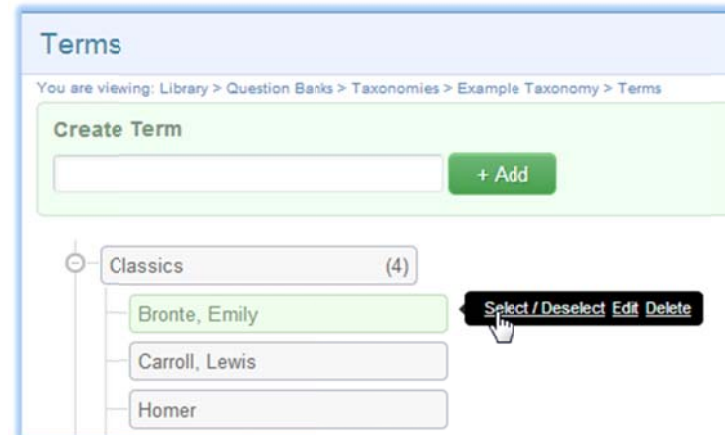 Terms
You are viewing: Library > Question Banks > Taxonomies > Example Taxonomy > Terms
Create Term
+ Add
Classics (4)
Bronte, Emily
Select / Deselect Edit Delete
Carroll, Lewis
Homer